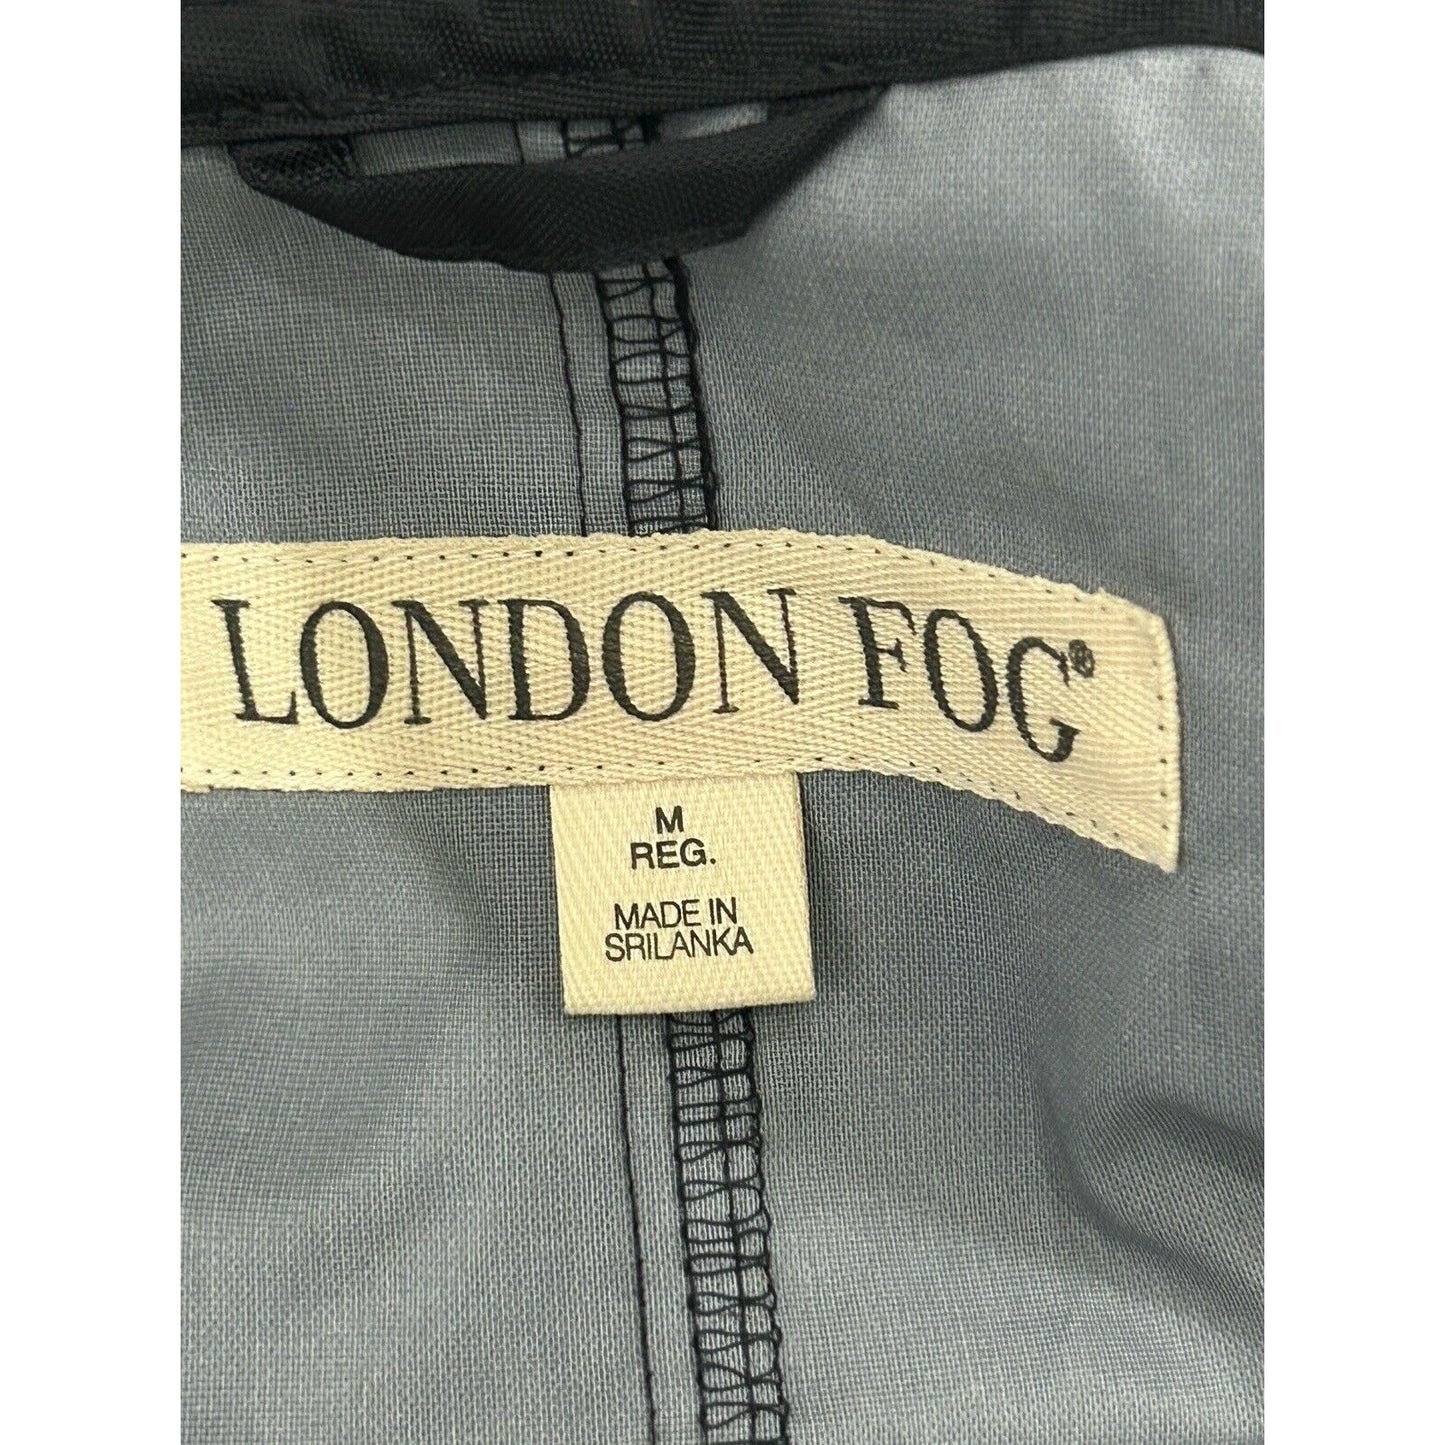 LONDON FOG®
M
REG.
MADE IN
SRILANKA